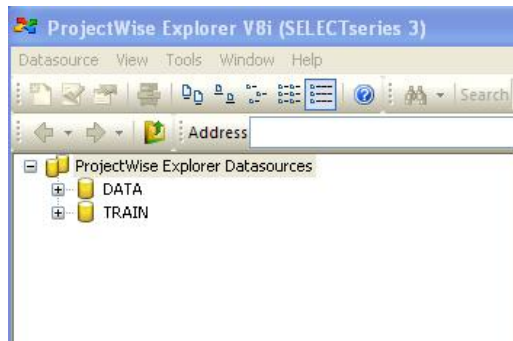 ProjectWise Explorer V8i (SELECTseries 3)
Datasource View Tools Window Help
Search
Address
ProjectWise Explorer Datasources
DATA
TRAIN